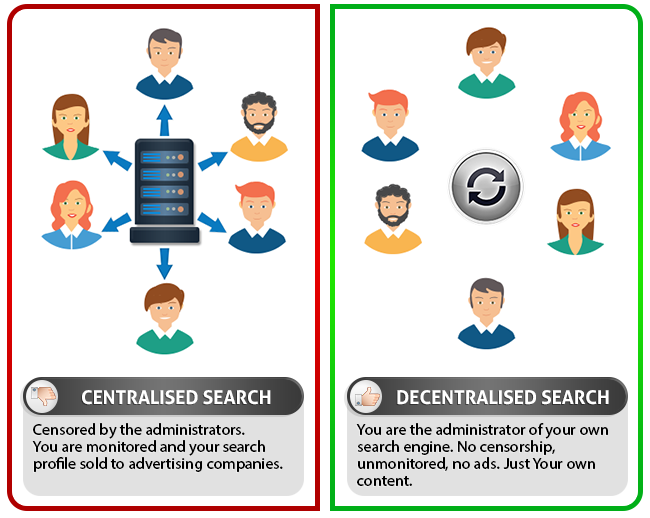 CENTRALISED SEARCH
Censored by the administrators.
You are monitored and your search
profile sold to advertising companies.
DECENTRALISED SEARCH
You are the administrator of your own
search engine. No censorship,
unmonitored, no ads. Just Your own
content.